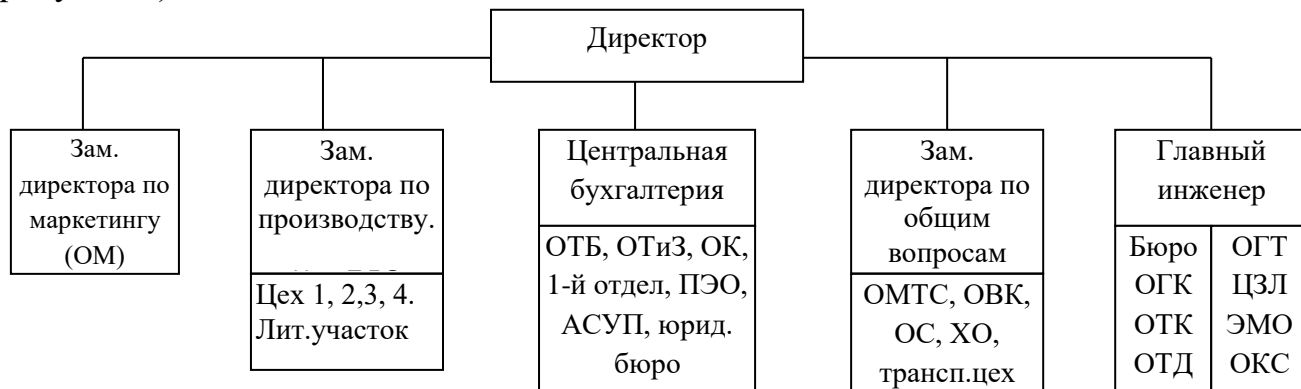 Директор
Зам.
директора по
маркетингу
(ОМ)
Зам.
директора по
производству.
Цех 1, 2,3, 4.
Лит.участок
Центральная
бухгалтерия
ОТБ, ОТиЗ, ОК,
1-й отдел, ПЭО,
АСУП, юрид.
бюро
Зам.
директора по
общим
вопросам
ОМТС, ОВК,
ОС, ХО,
трансп.цех
Главный
инженер
Бюро
ОГК
ОТК
ОТД
ОГТ
ЦЗЛ
ЭМО
ОКС